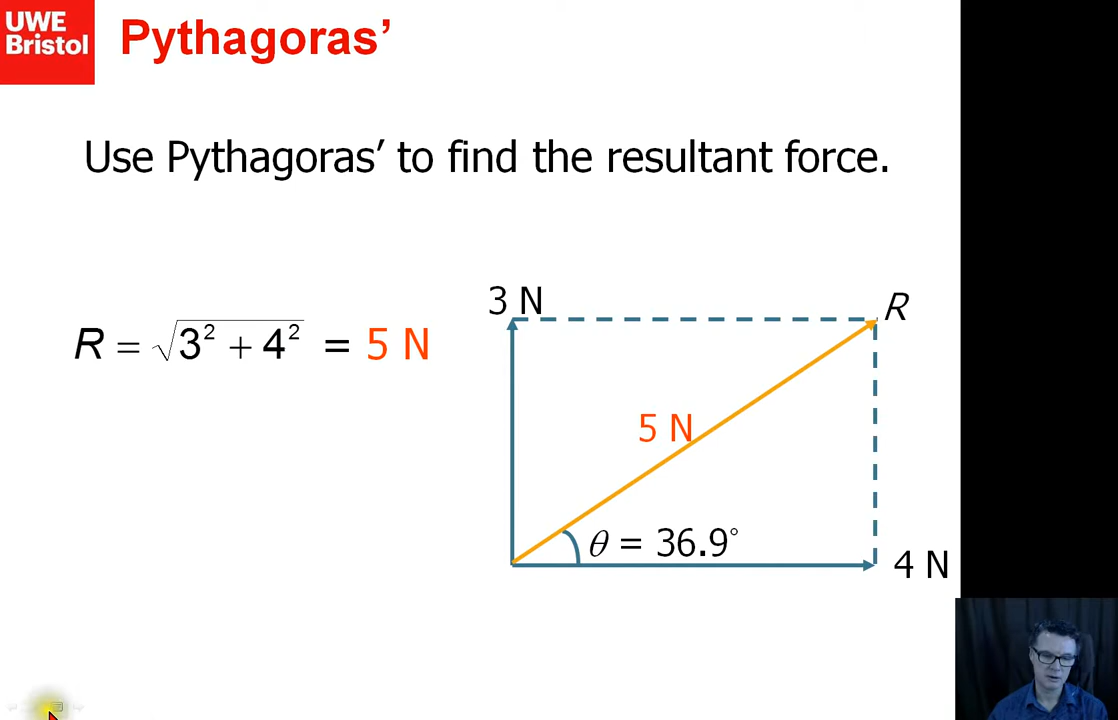 UWE
Bristol
Pythagoras’
Use Pythagoras’ to find the resultant force.
3 N
R
R = √3² + 4² = 5 N
5 N
θ = 36.9°
4 N